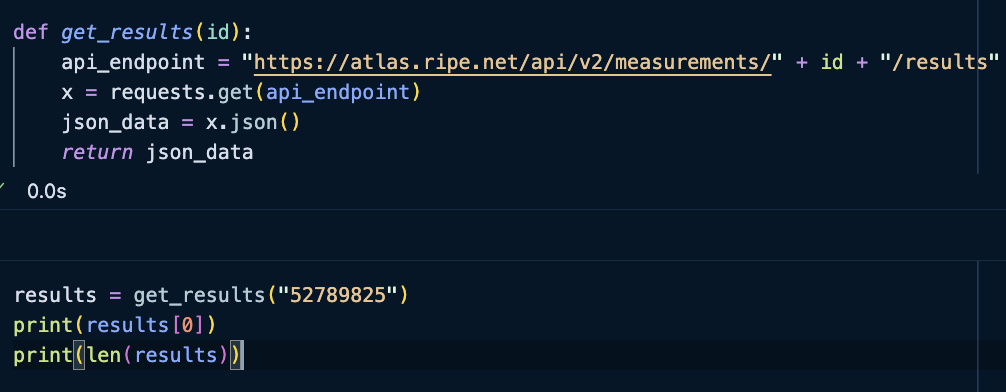 def get_results(id):
    api_endpoint = "https://atlas.ripe.net/api/v2/measurements/" + id + "/results"
    x = requests.get(api_endpoint)
    json_data = x.json()
    return json_data
0.0s
results = get_results("52789825")
print(results[0])
print(len(results))